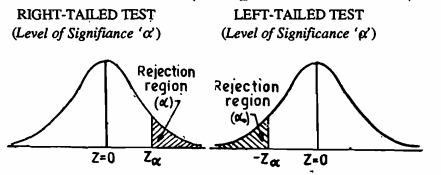 RIGHT-TAILED TEST
(Level of Signifiance 'α')
Rejection
region
(α)
Z=0
Zα
LEFT-TAILED TEST
(Level of Significance 'α')
Rejection
region
(α)
-Zα
Z=0